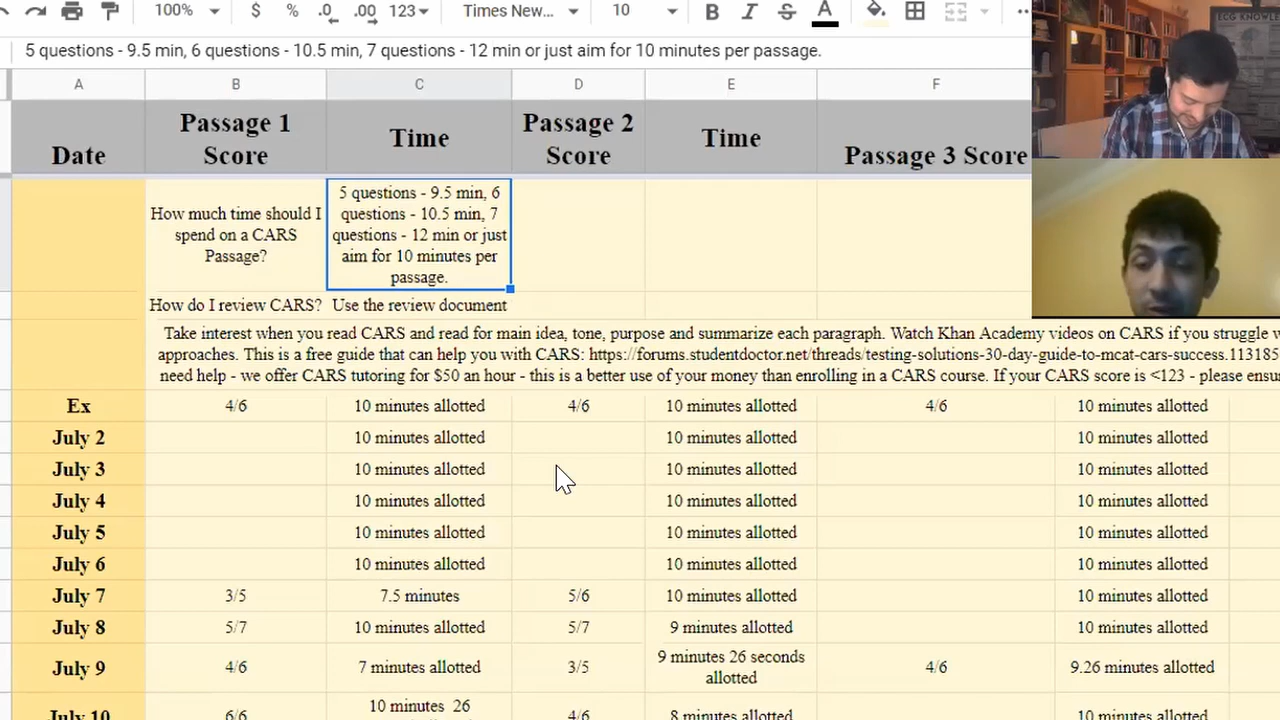 100% $ % .0 .00 123 Times New... 10 B I S A
5 questions - 9.5 min, 6 questions - 10.5 min, 7 questions - 12 min or just aim for 10 minutes per passage.
A B C D E F
Date Passage 1 Score Time Passage 2 Score Time Passage 3 Score
How much time should I
spend on a CARS
Passage?
5 questions - 9.5 min, 6
questions - 10.5 min, 7
questions - 12 min or just
aim for 10 minutes per
passage.
How do I review CARS? Use the review document
Take interest when you read CARS and read for main idea, tone, purpose and summarize each paragraph. Watch Khan Academy videos on CARS if you struggle w
approaches. This is a free guide that can help you with CARS: https://forums.studentdoctor.net/threads/testing-solutions-30-day-guide-to-mcat-cars-success.113185
need help - we offer CARS tutoring for $50 an hour - this is a better use of your money than enrolling in a CARS course. If your CARS score is <123 - please ensu
Ex 4/6 10 minutes allotted 4/6 10 minutes allotted 4/6 10 minutes allotted
July 2 10 minutes allotted 10 minutes allotted 10 minutes allotted
July 3 10 minutes allotted 10 minutes allotted 10 minutes allotted
July 4 10 minutes allotted 10 minutes allotted 10 minutes allotted
July 5 10 minutes allotted 10 minutes allotted 10 minutes allotted
July 6 10 minutes allotted 10 minutes allotted 10 minutes allotted
July 7 3/5 7.5 minutes 5/6 10 minutes allotted 10 minutes allotted
July 8 5/7 10 minutes allotted 5/7 9 minutes allotted 10 minutes allotted
July 9 4/6 7 minutes allotted 3/5 9 minutes 26 seconds allotted 4/6 9.26 minutes allotted
July 10 6/6 10 minutes 26 4/6 8 minutes allotted 10 minutes allotted
ECG KNOWLE